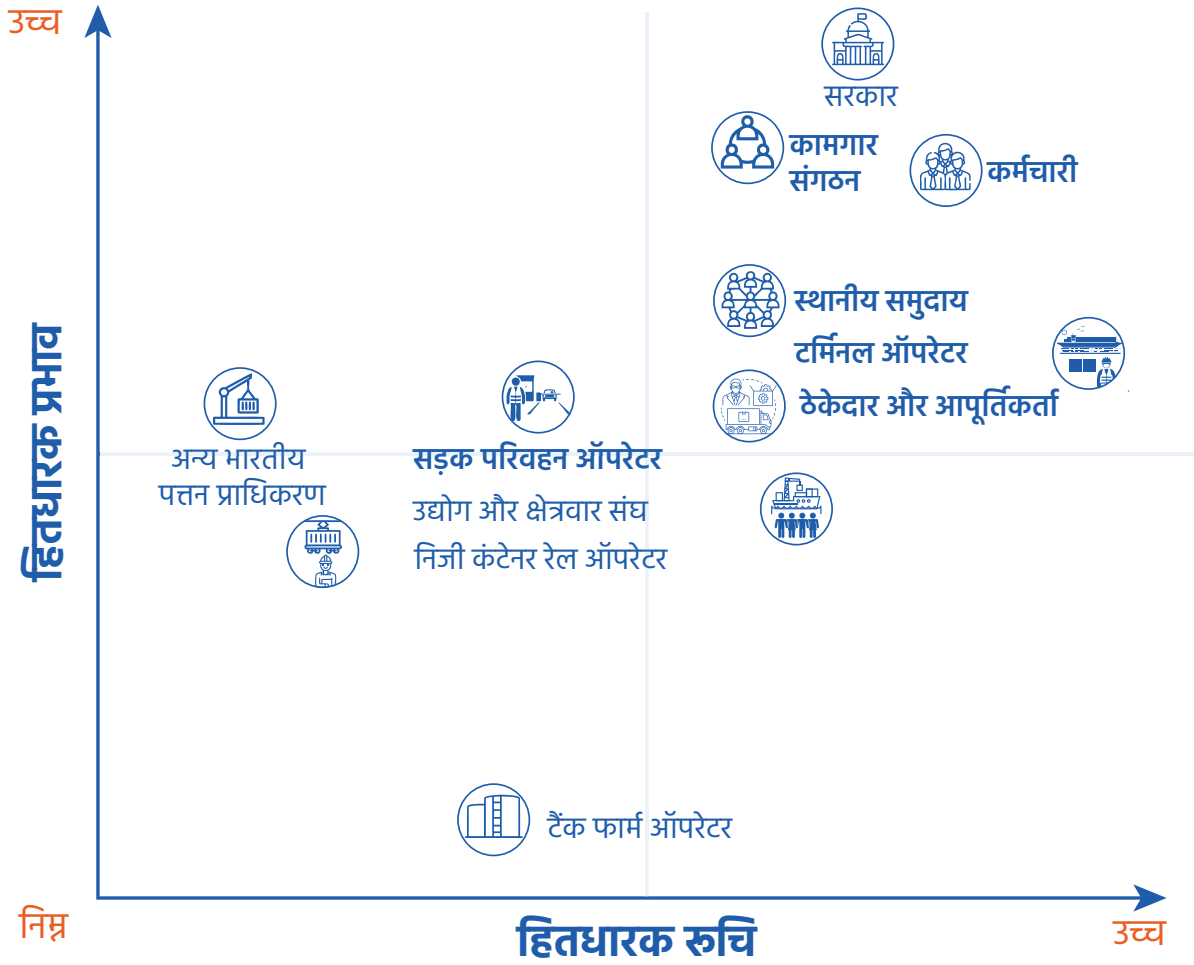 उच्च
सरकार
कामगार
संगठन
कर्मचारी
स्थानीय समुदाय
टर्मिनल ऑपरेटर
ठेकेदार और आपूर्तिकर्ता
हितधारक प्रभाव
अन्य भारतीय
पत्तन प्राधिकरण
सड़क परिवहन ऑपरेटर
उद्योग और क्षेत्रवार संघ
निजी कंटेनर रेल ऑपरेटर
टैंक फार्म ऑपरेटर
निम्न
हितधारक रूचि
उच्च